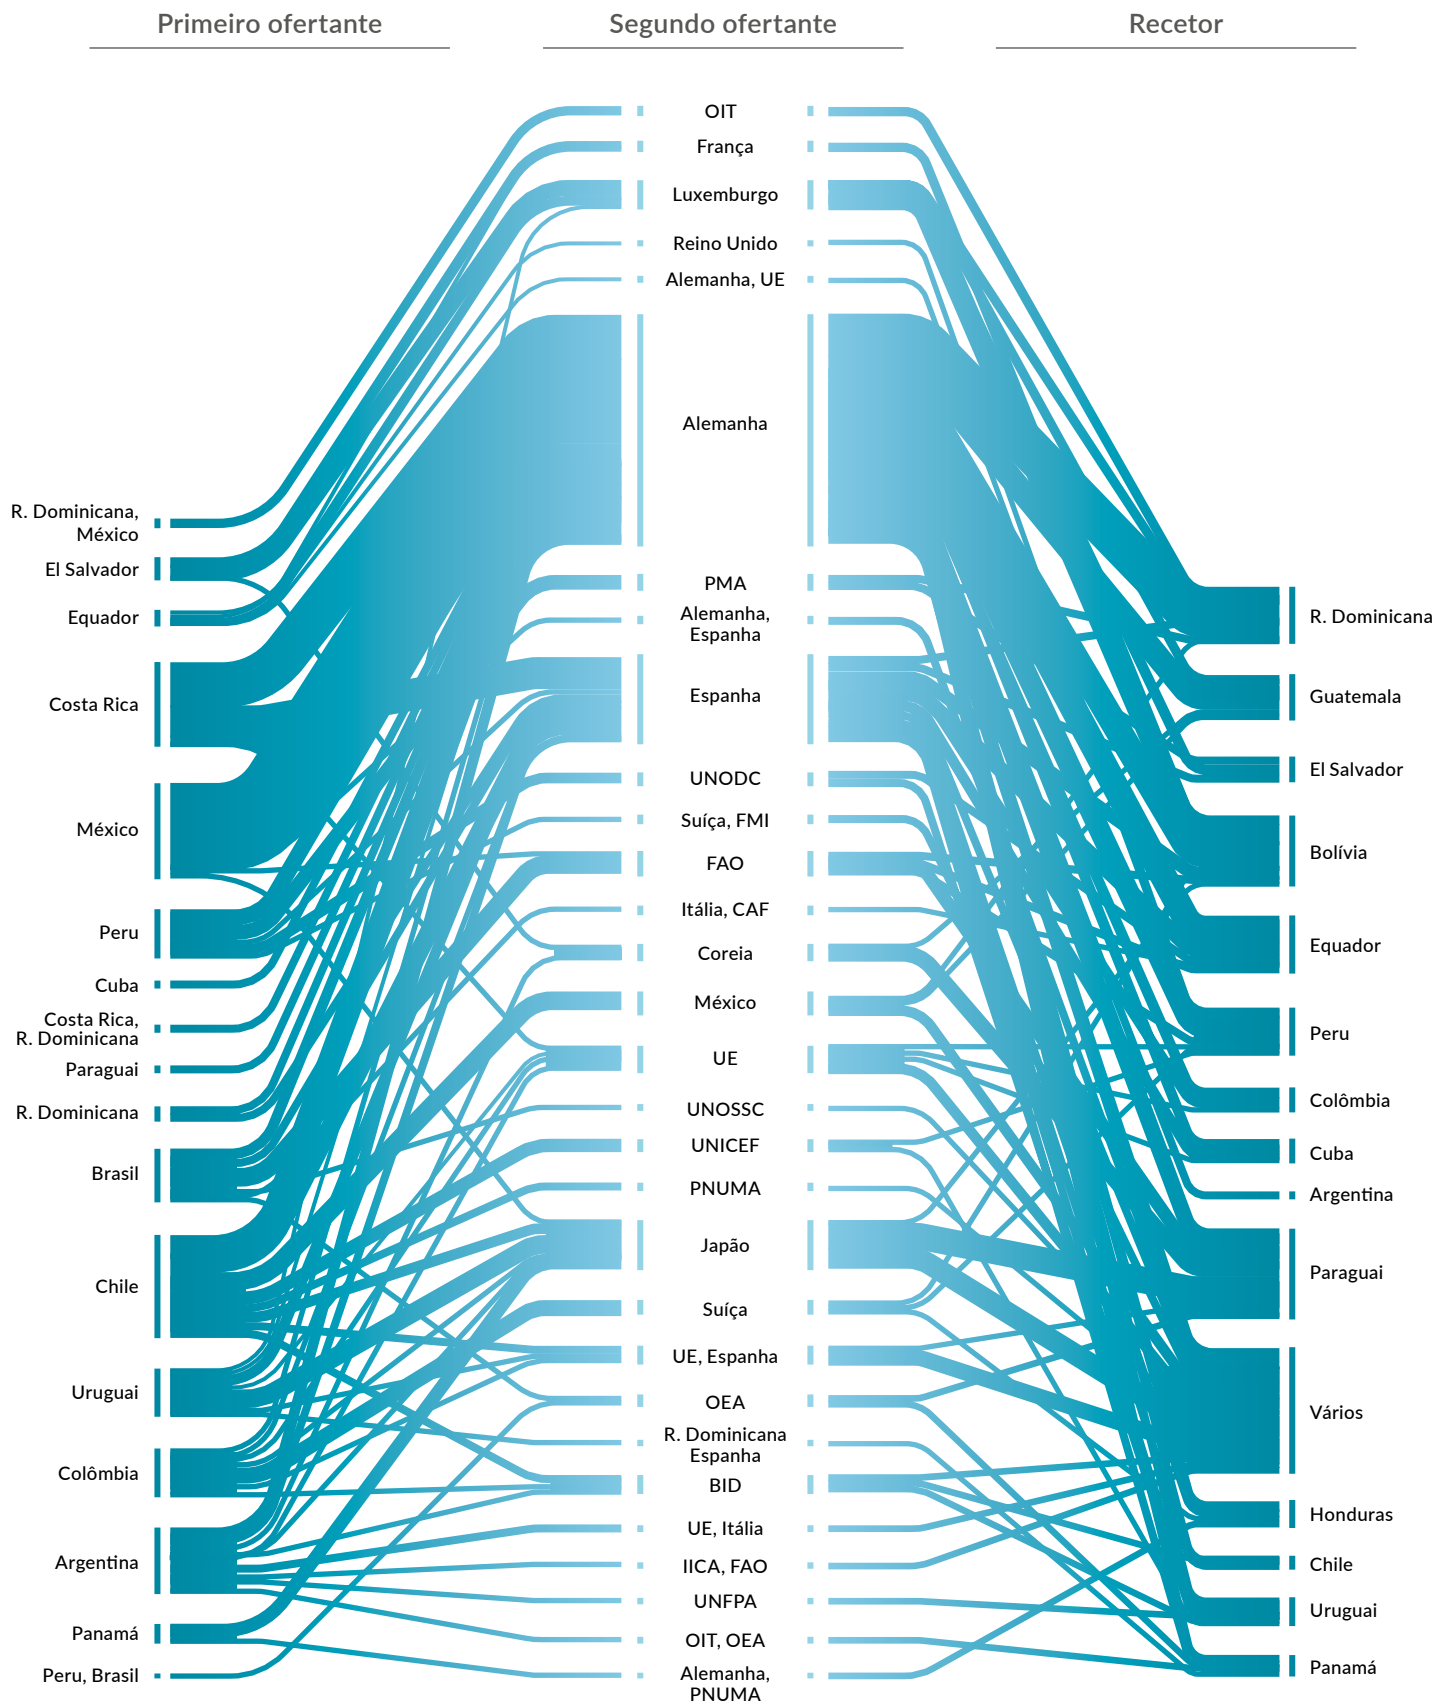 Primeiro ofertante
Segundo ofertante
Recetor
R. Dominicana,
México
El Salvador
Equador
Costa Rica
México
Peru
Cuba
Costa Rica,
R. Dominicana
Paraguai
R. Dominicana
Brasil
Chile
Uruguai
Colômbia
Argentina
Panamá
Peru, Brasil
OIT
França
Luxemburgo
Reino Unido
Alemanha, UE
Alemanha
PMA
Alemanha,
Espanha
Espanha
UNODC
Suíça, FMI
FAO
Itália, CAF
Coreia
México
UE
UNOSSC
UNICEF
PNUMA
Japão
Suíça
UE, Espanha
OEA
R. Dominicana
Espanha
BID
UE, Itália
IICA, FAO
UNFPA
OIT, OEA
Alemanha,
PNUMA
R. Dominicana
Guatemala
El Salvador
Bolívia
Equador
Peru
Colômbia
Cuba
Argentina
Paraguai
Vários
Honduras
Chile
Uruguai
Panamá